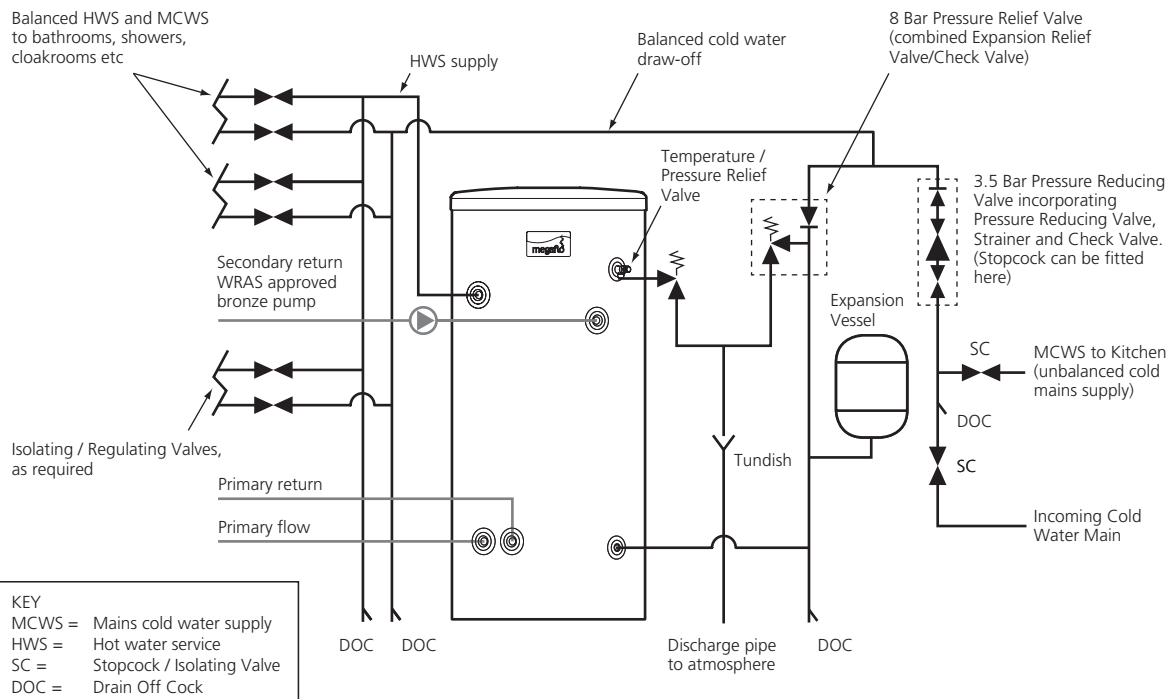 Balanced HWS and MCWS
to bathrooms, showers,
cloakrooms etc
HWS supply
Balanced cold water
draw-off
8 Bar Pressure Relief Valve
(combined Expansion Relief
Valve/Check Valve)
Temperature /
Pressure Relief
Valve
3.5 Bar Pressure Reducing
Valve incorporating
Pressure Reducing Valve,
Strainer and Check Valve.
(Stopcock can be fitted
here)
megaflo
Secondary return
WRAS approved
bronze pump
Expansion
Vessel
SC
MCWS to Kitchen
(unbalanced cold
mains supply)
DOC
Isolating / Regulating Valves,
as required
Tundish
SC
Primary return
Primary flow
Incoming Cold
Water Main
KEY
MCWS = Mains cold water supply
HWS = Hot water service
SC = Stopcock / Isolating Valve
DOC = Drain Off Cock
DOC
DOC
Discharge pipe
to atmosphere
DOC